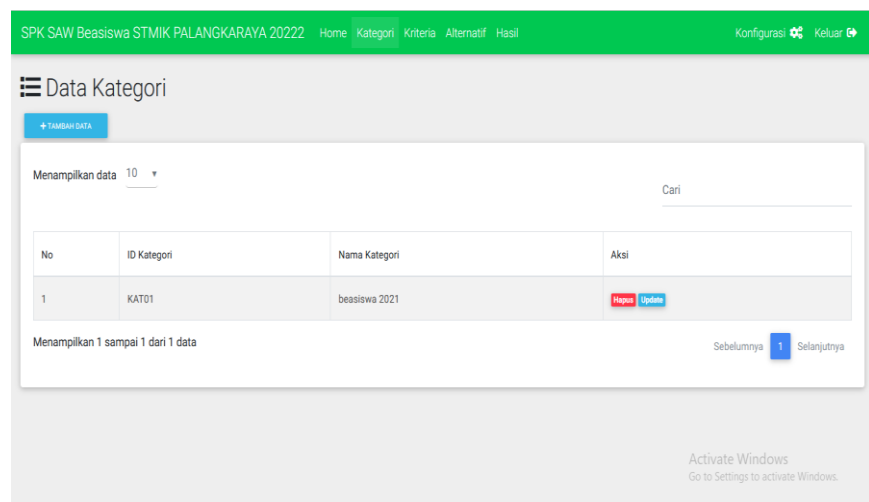 SPK SAW Beasiswa STMIK PALANGKARAYA 20222 Home Kategori Kriteria Alternatif Hasil Konfigurasi Keluar
Data Kategori
+ TAMBAH DATA
Menampilkan data 10
Cari
No ID Kategori Nama Kategori Aksi
1 KAT01 beasiswa 2021 Hapus Update
Menampilkan 1 sampai 1 dari 1 data Sebelumnya 1 Selanjutnya
Activate Windows
Go to Settings to activate Windows.